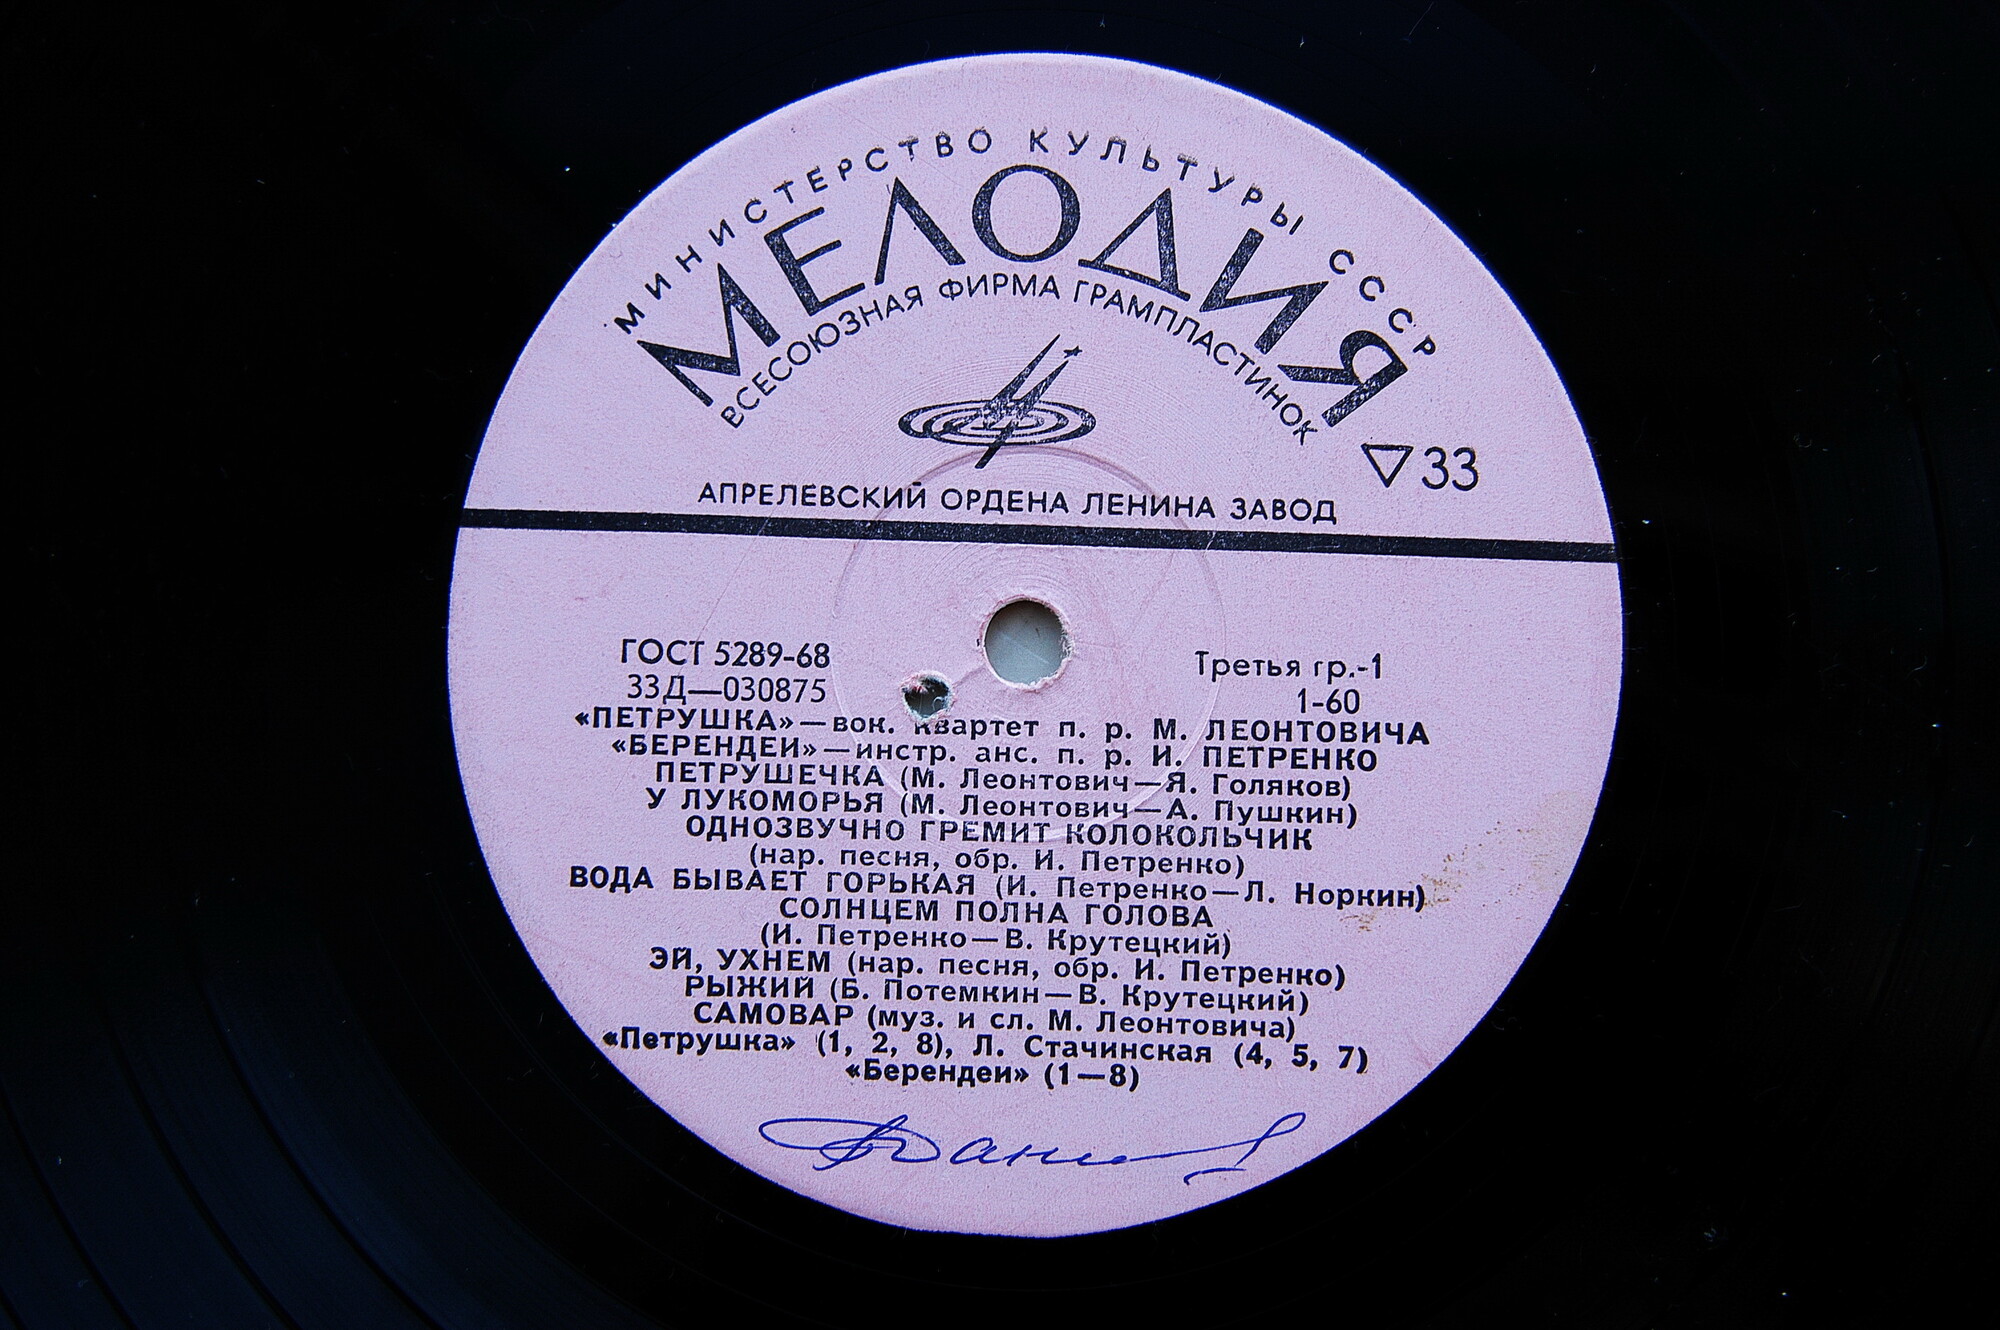 МИНИСТЕРСТВО КУЛЬТУРЫ СССР
МЕЛОДИЯ
ВСЕСОЮЗНАЯ ФИРМА ГРАМПЛАСТИНОК
33
АПРЕЛЕВСКИЙ ОРДЕНА ЛЕНИНА ЗАВОД
ГОСТ 5289-68 Третья гр.-1
33Д—030875 1-60
«ПЕТРУШКА»—вок. квартет п. р. М. ЛЕОНТОВИЧА
«БЕРЕНДЕИ»—инстр. анс. п. р. И. ПЕТРЕНКО
ПЕТРУШЕЧКА (М. Леонтович—Я. Голяков)
У ЛУКОМОРЬЯ (М. Леонтович—А. Пушкин)
ОДНОЗВУЧНО ГРЕМИТ КОЛОКОЛЬЧИК
(нар. песня, обр. И. Петренко)
ВОДА БЫВАЕТ ГОРЬКАЯ (И. Петренко—Л. Норкин)
СОЛНЦЕМ ПОЛНА ГОЛОВА
(И. Петренко—В. Крутецкий)
ЭЙ, УХНЕМ (нар. песня, обр. И. Петренко)
РЫЖИЙ (Б. Потемкин—В. Крутецкий)
САМОВАР (муз. и сл. М. Леонтовича)
«Петрушка» (1, 2, 8), Л. Стачинская (4, 5, 7)
«Берендеи» (1—8)